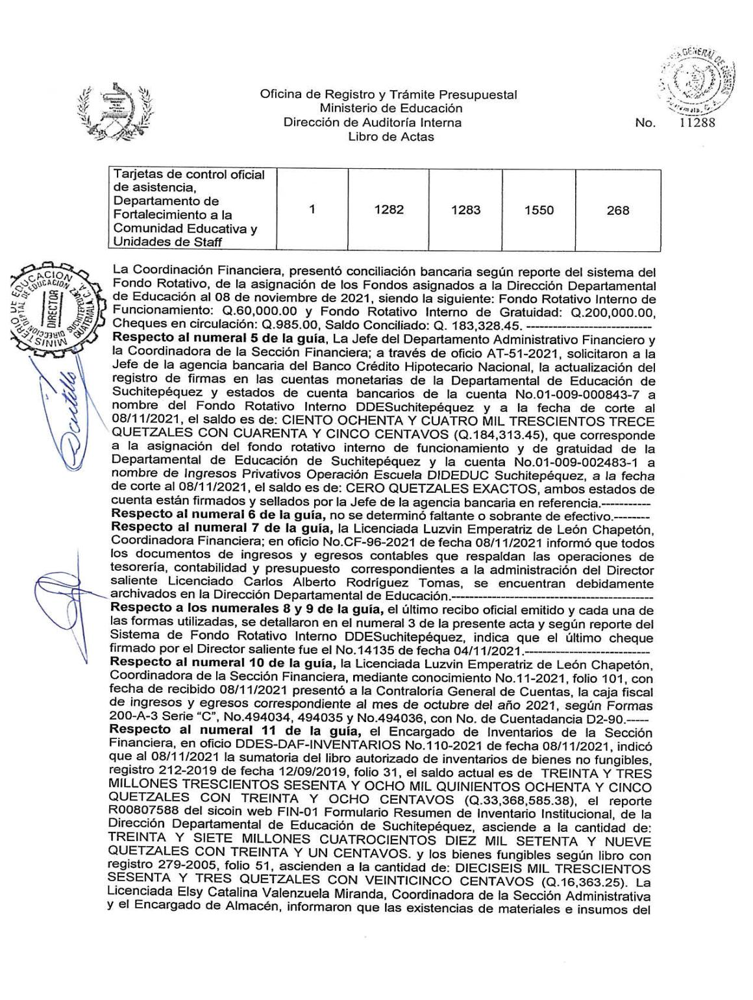 Oficina de Registro y Trámite Presupuestal
Ministerio de Educación
Dirección de Auditoría Interna
Libro de Actas
No. 11288
GENERAL DE CUENTAS
Guatemala, C. A.
Tarjetas de control oficial
de asistencia,
Departamento de
Fortalecimiento a la
Comunidad Educativa y
Unidades de Staff
1 1282 1283 1550 268
MINISTERIO DE EDUCACION
DIRECCION DEPTAL DE EDUCACION SUCHITEPEQUEZ
DIRECTOR
GUATEMALA, C.A.
La Coordinación Financiera, presentó conciliación bancaria según reporte del sistema del
Fondo Rotativo, de la asignación de los Fondos asignados a la Dirección Departamental
de Educación al 08 de noviembre de 2021, siendo la siguiente: Fondo Rotativo Interno de
Funcionamiento: Q.60,000.00 y Fondo Rotativo Interno de Gratuidad: Q.200,000.00,
Cheques en circulación: Q.985.00, Saldo Conciliado: Q. 183,328.45. --------------------------
Respecto al numeral 5 de la guía, La Jefe del Departamento Administrativo Financiero y
la Coordinadora de la Sección Financiera; a través de oficio AT-51-2021, solicitaron a la
Jefe de la agencia bancaria del Banco Crédito Hipotecario Nacional, la actualización del
registro de firmas en las cuentas monetarias de la Departamental de Educación de
Suchitepéquez y estados de cuenta bancarios de la cuenta No.01-009-000843-7 a
nombre del Fondo Rotativo Interno DDESuchitepéquez y a la fecha de corte al
08/11/2021, el saldo es de: CIENTO OCHENTA Y CUATRO MIL TRESCIENTOS TRECE
QUETZALES CON CUARENTA Y CINCO CENTAVOS (Q.184,313.45), que corresponde
a la asignación del fondo rotativo interno de funcionamiento y de gratuidad de la
Departamental de Educación de Suchitepéquez y la cuenta No.01-009-002483-1 a
nombre de Ingresos Privativos Operación Escuela DIDEDUC Suchitepéquez, a la fecha
de corte al 08/11/2021, el saldo es de: CERO QUETZALES EXACTOS, ambos estados de
cuenta están firmados y sellados por la Jefe de la agencia bancaria en referencia.-----------
Respecto al numeral 6 de la guía, no se determinó faltante o sobrante de efectivo.--------
Respecto al numeral 7 de la guía, la Licenciada Luzvin Emperatriz de León Chapetón,
Coordinadora Financiera; en oficio No.CF-96-2021 de fecha 08/11/2021 informó que todos
los documentos de ingresos y egresos contables que respaldan las operaciones de
tesorería, contabilidad y presupuesto correspondientes a la administración del Director
saliente Licenciado Carlos Alberto Rodríguez Tomas, se encuentran debidamente
archivados en la Dirección Departamental de Educación.-------------------------------------------
Respecto a los numerales 8 y 9 de la guía, el último recibo oficial emitido y cada una de
las formas utilizadas, se detallaron en el numeral 3 de la presente acta y según reporte del
Sistema de Fondo Rotativo Interno DDESuchitepéquez, indica que el último cheque
firmado por el Director saliente fue el No.14135 de fecha 04/11/2021.---------------------------
Respecto al numeral 10 de la guía, la Licenciada Luzvin Emperatriz de León Chapetón,
Coordinadora de la Sección Financiera, mediante conocimiento No.11-2021, folio 101, con
fecha de recibido 08/11/2021 presentó a la Contraloría General de Cuentas, la caja fiscal
de ingresos y egresos correspondiente al mes de octubre del año 2021, según Formas
200-A-3 Serie “C”, No.494034, 494035 y No.494036, con No. de Cuentadancia D2-90.-----
Respecto al numeral 11 de la guía, el Encargado de Inventarios de la Sección
Financiera, en oficio DDES-DAF-INVENTARIOS No.110-2021 de fecha 08/11/2021, indicó
que al 08/11/2021 la sumatoria del libro autorizado de inventarios de bienes no fungibles,
registro 212-2019 de fecha 12/09/2019, folio 31, el saldo actual es de TREINTA Y TRES
MILLONES TRESCIENTOS SESENTA Y OCHO MIL QUINIENTOS OCHENTA Y CINCO
QUETZALES CON TREINTA Y OCHO CENTAVOS (Q.33,368,585.38), el reporte
R00807588 del sicoin web FIN-01 Formulario Resumen de Inventario Institucional, de la
Dirección Departamental de Educación de Suchitepéquez, asciende a la cantidad de:
TREINTA Y SIETE MILLONES CUATROCIENTOS DIEZ MIL SETENTA Y NUEVE
QUETZALES CON TREINTA Y UN CENTAVOS. y los bienes fungibles según libro con
registro 279-2005, folio 51, ascienden a la cantidad de: DIECISEIS MIL TRESCIENTOS
SESENTA Y TRES QUETZALES CON VEINTICINCO CENTAVOS (Q.16,363.25). La
Licenciada Elsy Catalina Valenzuela Miranda, Coordinadora de la Sección Administrativa
y el Encargado de Almacén, informaron que las existencias de materiales e insumos del